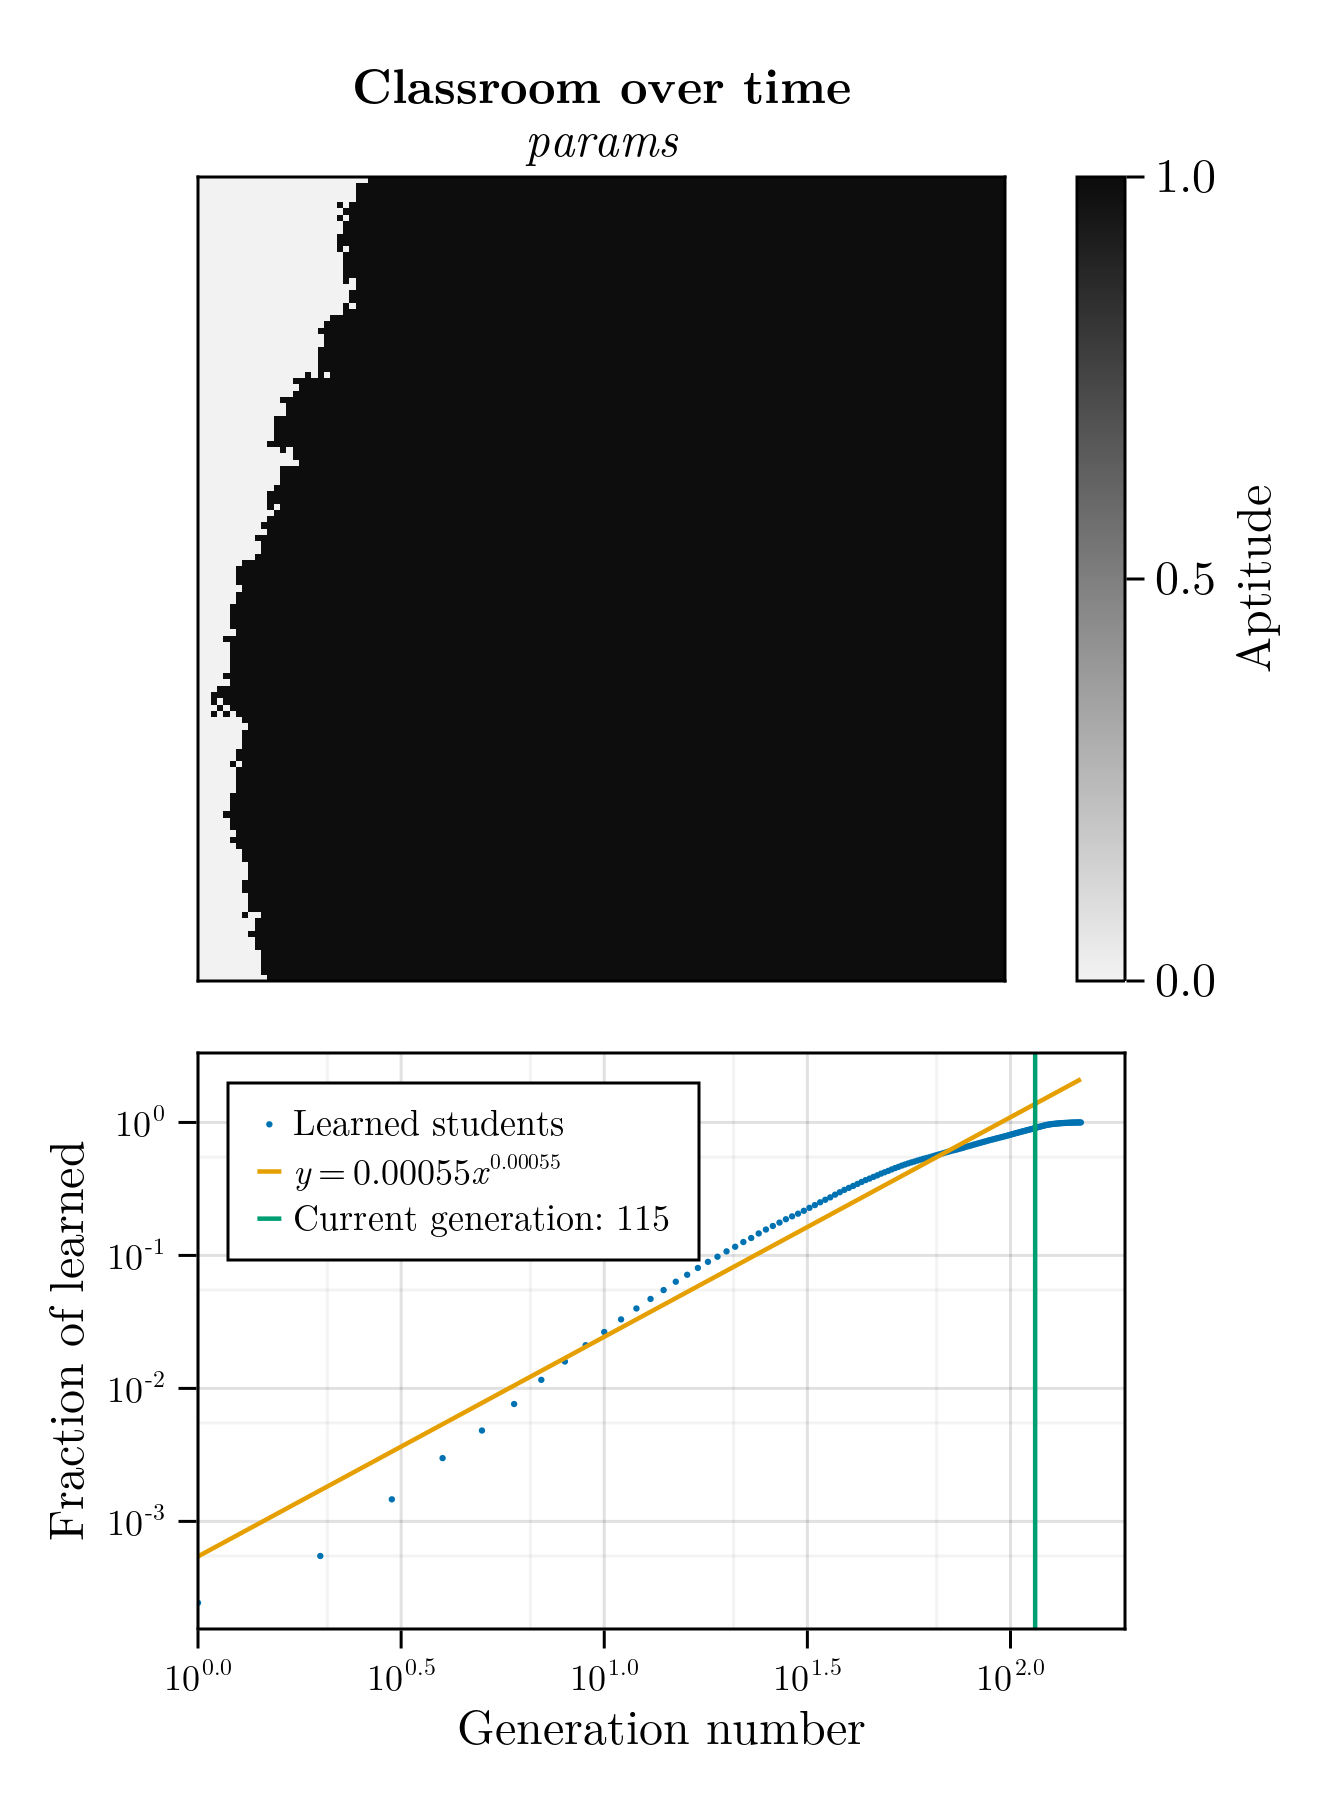 Classroom over time
params
1.0
0.5
0.0
Aptitude
Learned students
y = 0.00055x^0.00055
Current generation: 115
10^0
10^-1
10^-2
10^-3
Fraction of learned
10^0.0 10^0.5 10^1.0 10^1.5 10^2.0
Generation number